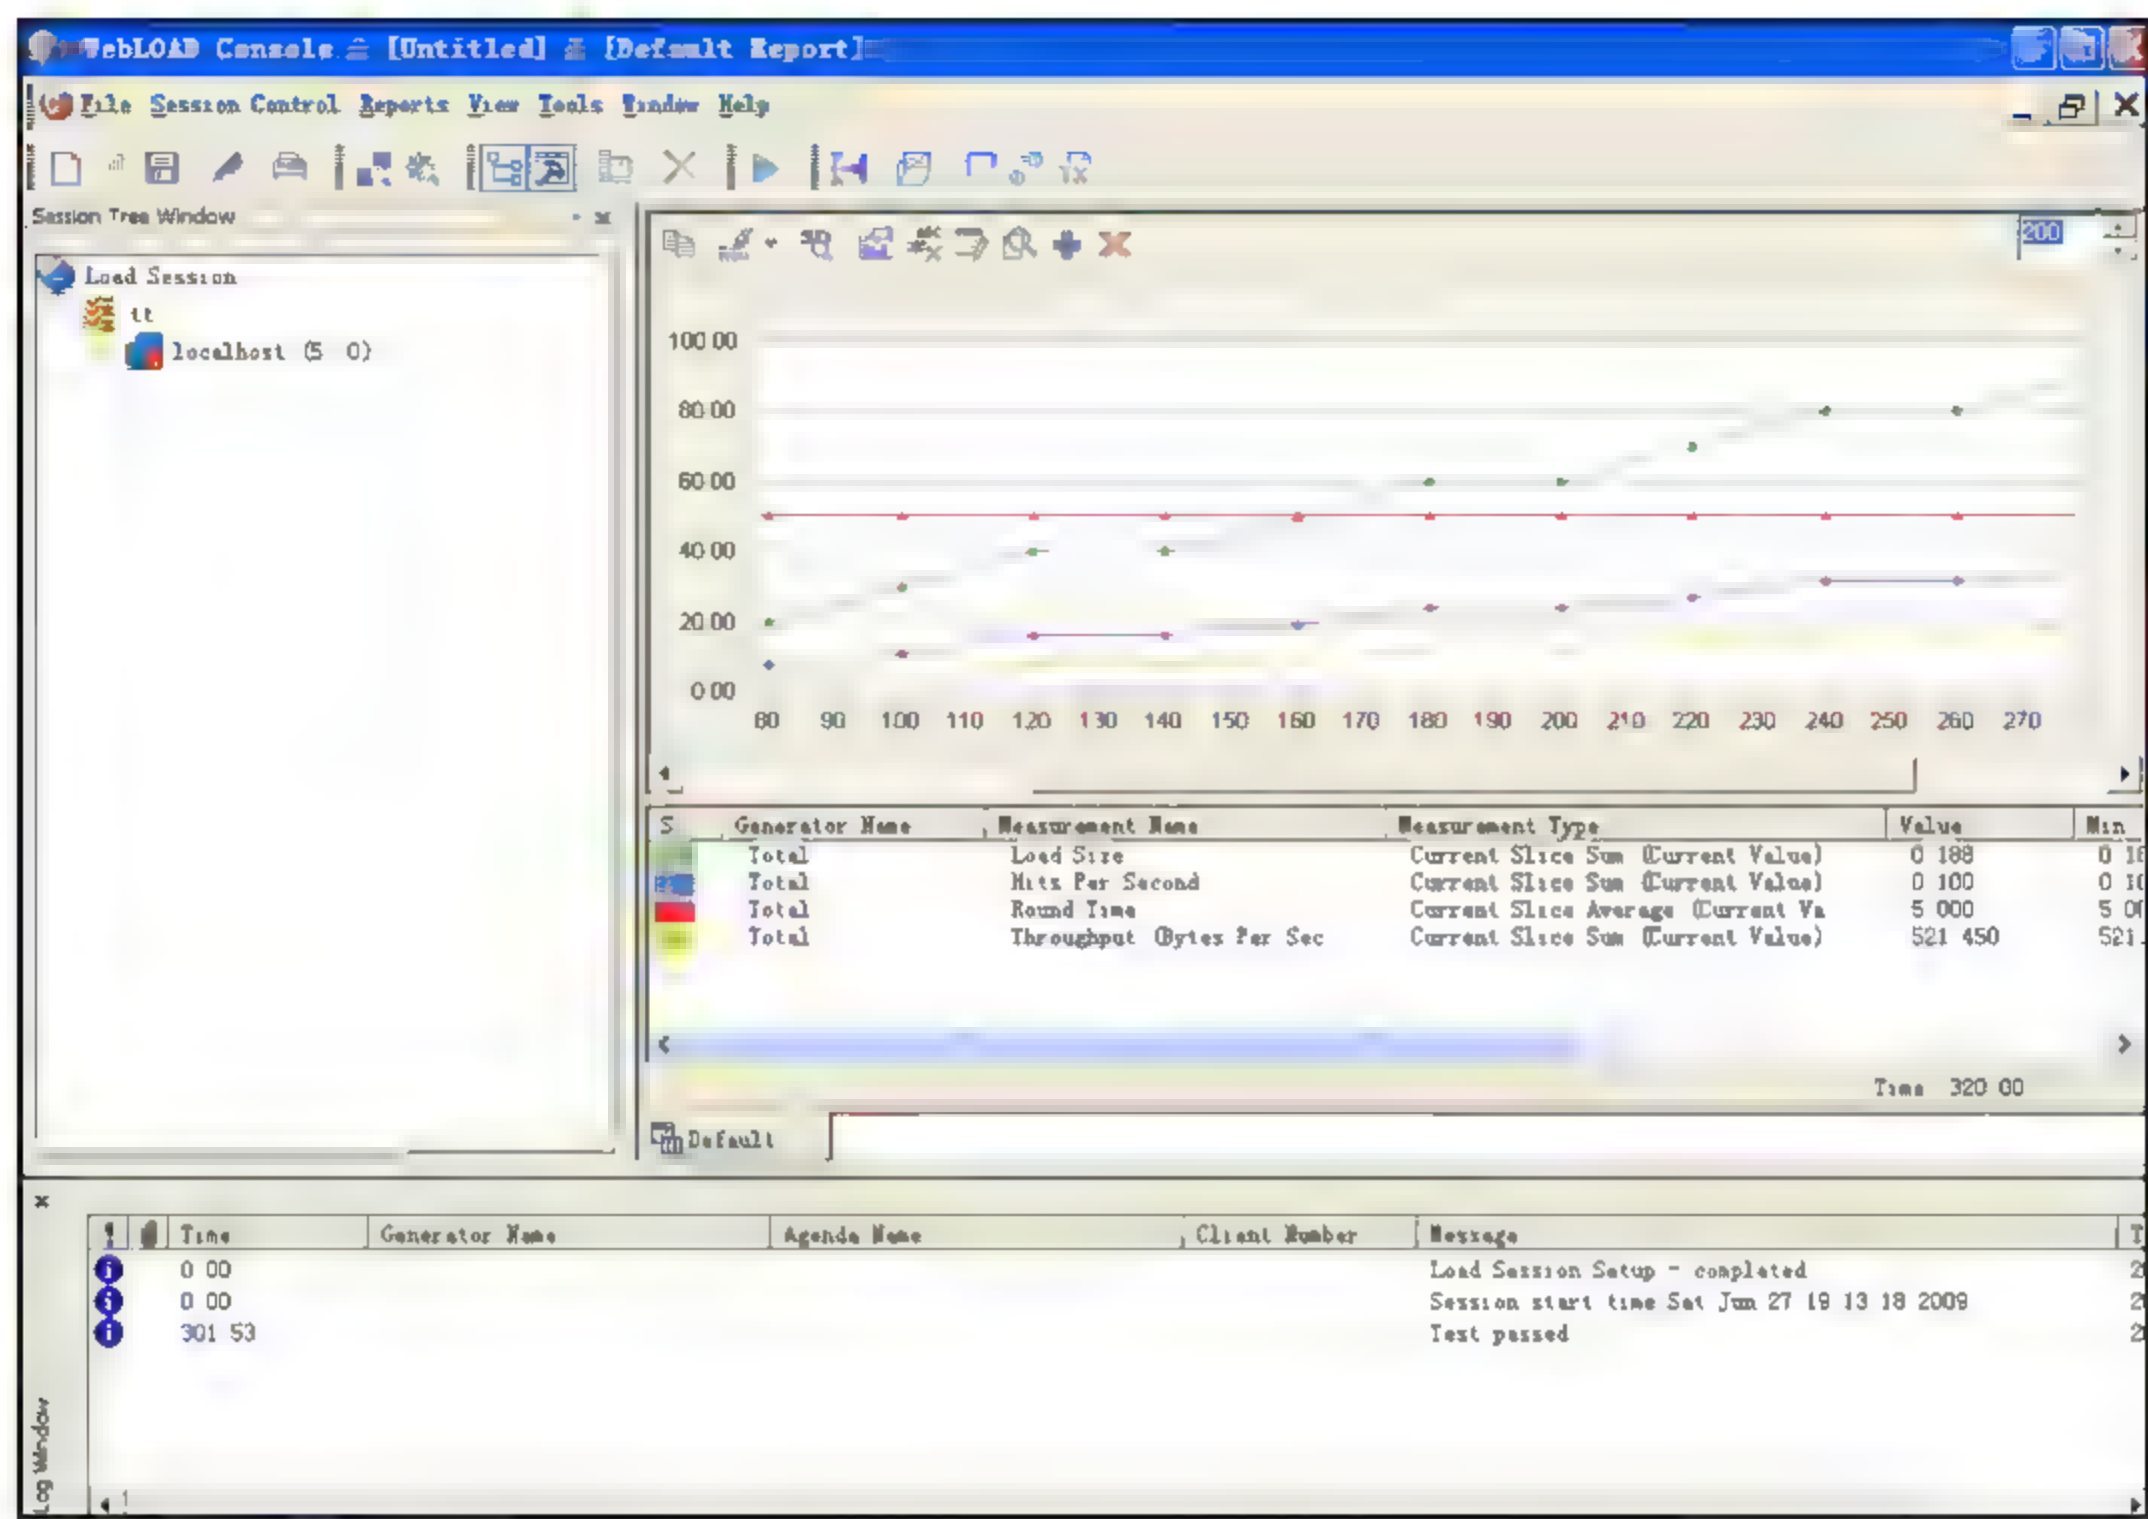 WebLOAD Console - [Untitled] - [Default Report]
File Session Control Reports View Tools Window Help
Session Tree Window
Load Session
tt
localhost (5 0)
200
100 00
80 00
60 00
40 00
20 00
0 00
80 90 100 110 120 130 140 150 160 170 180 190 200 210 220 230 240 250 260 270
S Generator Name Measurement Name Measurement Type Value Min
Total Load Size Current Slice Sum (Current Value) 0 188
Total Hits Per Second Current Slice Sum (Current Value) 0 100
Total Round Time Current Slice Average (Current Va 5 000
Total Throughput (Bytes Per Sec Current Slice Sum (Current Value) 521 450 521
Time 320 00
Default
Time Generator Name Agenda Name Client Number Message T
0 00 Load Session Setup - completed
0 00 Session start time Sat Jun 27 19 13 18 2009
301 53 Test passed
Log Window